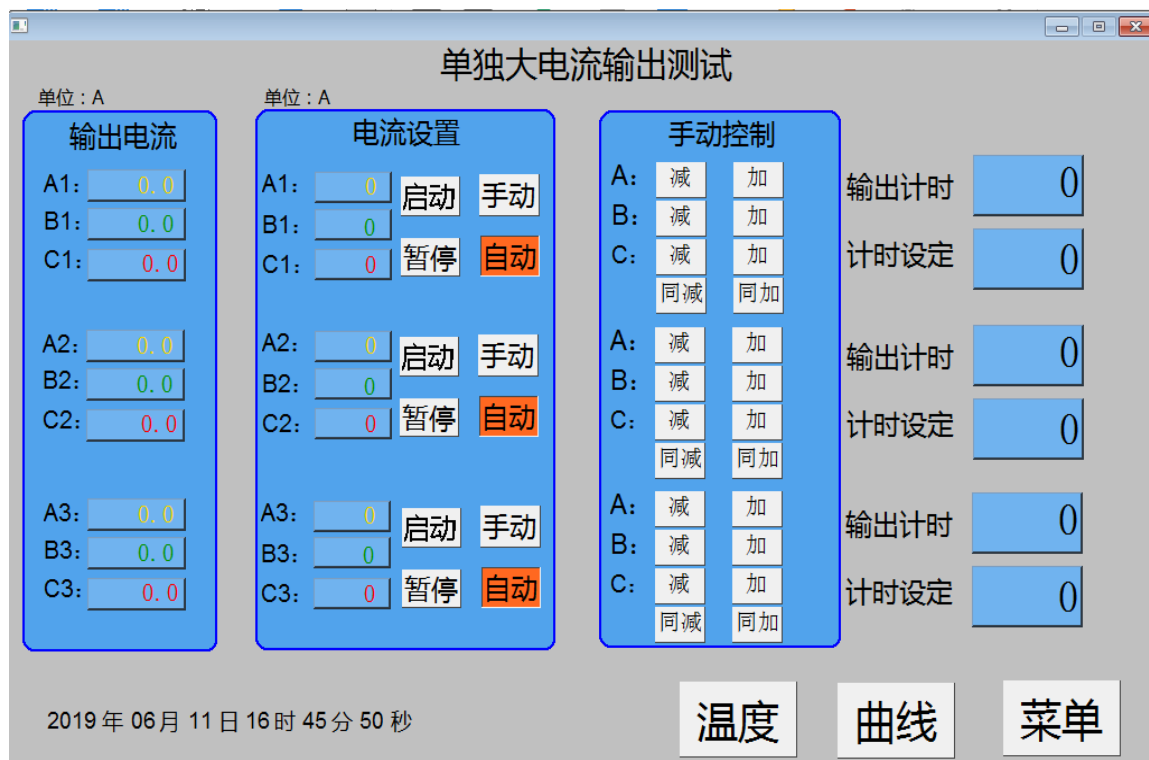 单独大电流输出测试
单位：A 单位：A
输出电流 电流设置 手动控制
A1： 0.0 A1： 0 启动 手动 A： 减 加 输出计时 0
B1： 0.0 B1： 0 B： 减 加
C1： 0.0 C1： 0 暂停 自动 C： 减 加 计时设定 0
同减 同加
A2： 0.0 A2： 0 启动 手动 A： 减 加 输出计时 0
B2： 0.0 B2： 0 B： 减 加
C2： 0.0 C2： 0 暂停 自动 C： 减 加 计时设定 0
同减 同加
A3： 0.0 A3： 0 启动 手动 A： 减 加 输出计时 0
B3： 0.0 B3： 0 B： 减 加
C3： 0.0 C3： 0 暂停 自动 C： 减 加 计时设定 0
同减 同加
2019 年 06 月 11 日 16 时 45 分 50 秒 温度 曲线 菜单